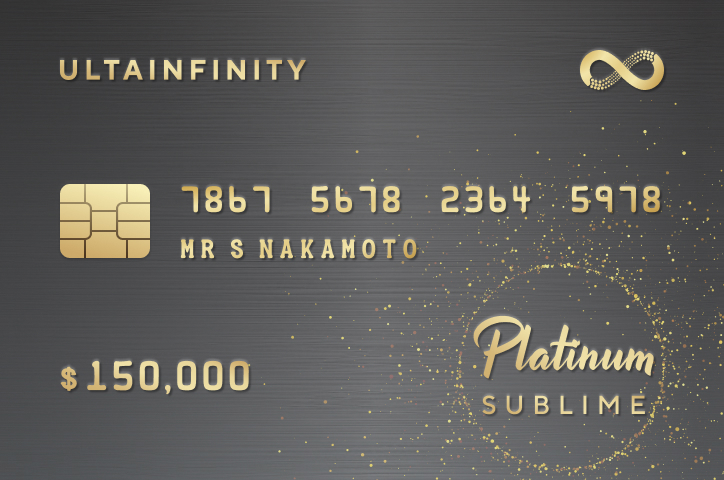 ULTAINFINITY
7867 5678 2364 5978
MR S NAKAMOTO
$150,000
Platinum
SUBLIME